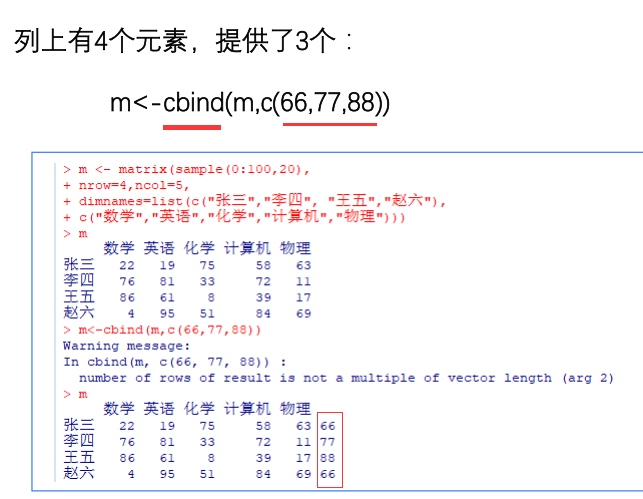 列上有4个元素，提供了3个：
m<-cbind(m,c(66,77,88))
> m <- matrix(sample(0:100,20),
+ nrow=4,ncol=5,
+ dimnames=list(c("张三","李四", "王五","赵六"),
+ c("数学","英语","化学","计算机","物理")))
> m
数学 英语 化学 计算机 物理
张三 22 19 75 58 63
李四 76 81 33 72 11
王五 86 61 8 39 17
赵六 4 95 51 84 69
> m<-cbind(m,c(66,77,88))
Warning message:
In cbind(m, c(66, 77, 88)) :
number of rows of result is not a multiple of vector length (arg 2)
> m
数学 英语 化学 计算机 物理
张三 22 19 75 58 63 66
李四 76 81 33 72 11 77
王五 86 61 8 39 17 88
赵六 4 95 51 84 69 66